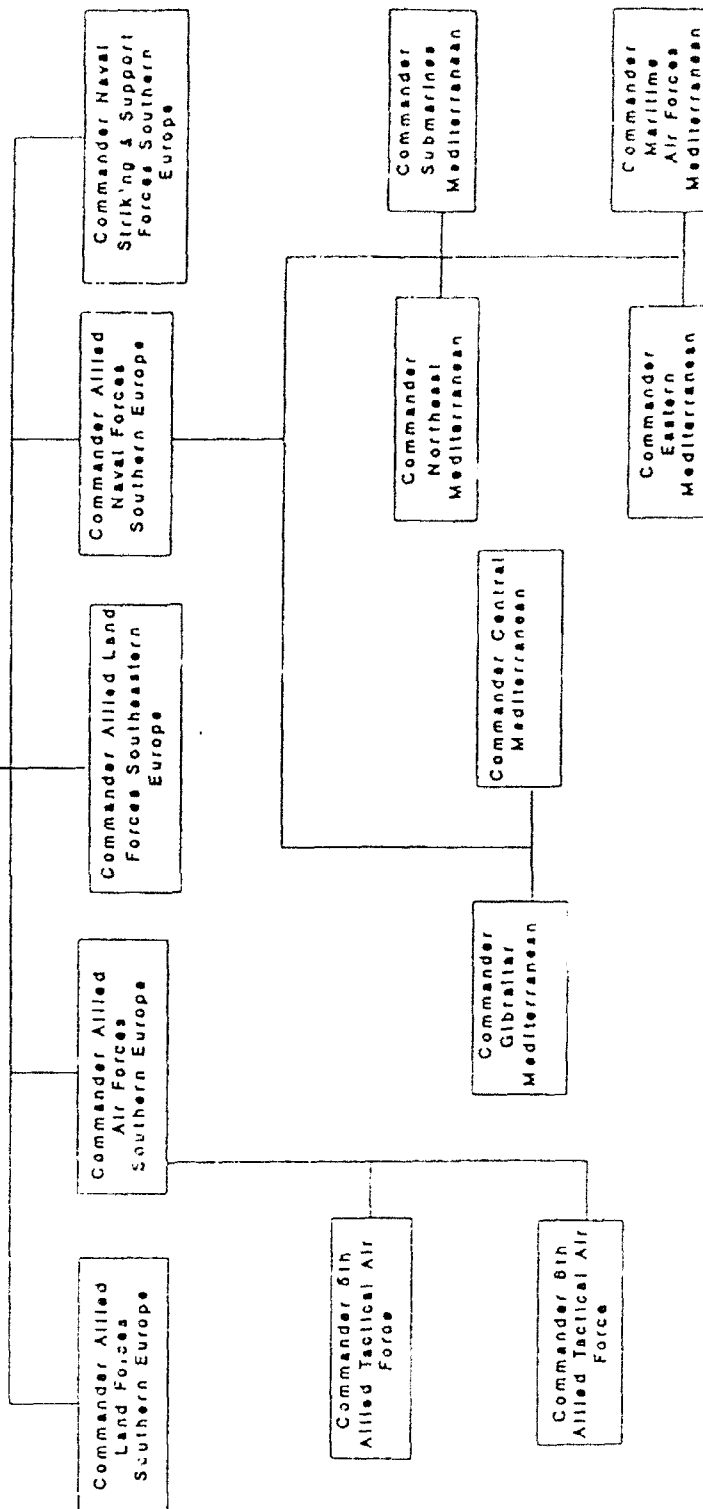 Commander Allied
Land Forces
Southern Europe
Commander Allied
Air Forces
Southern Europe
Commander Allied Land
Forces Southeastern
Europe
Commander Allied
Naval Forces
Southern Europe
Commander Naval
Strik'ng & Support
Forces Southern
Europe
Commander
Allied Tactical Air
Force
Commander
Allied Tactical Air
Force
Commander
Gibraltar
Mediterranean
Commander Central
Mediterranean
Commander
Northeast
Mediterranean
Commander
Submarines
Mediterranean
Commander
Eastern
Mediterranean
Commander
Maritime
Air Forces
Mediterranean